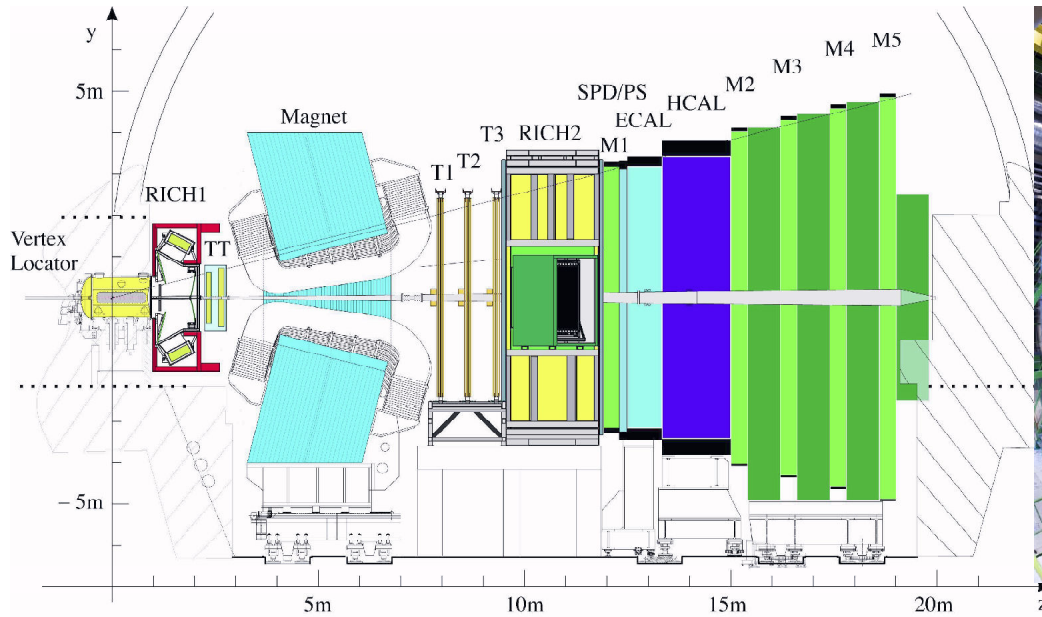 y
5m
Magnet
RICH1
Vertex
Locator
TT
T1
T2
T3
RICH2
SPD/PS
M1
ECAL
HCAL
M2
M3
M4
M5
− 5m
5m
10m
15m
20m
z